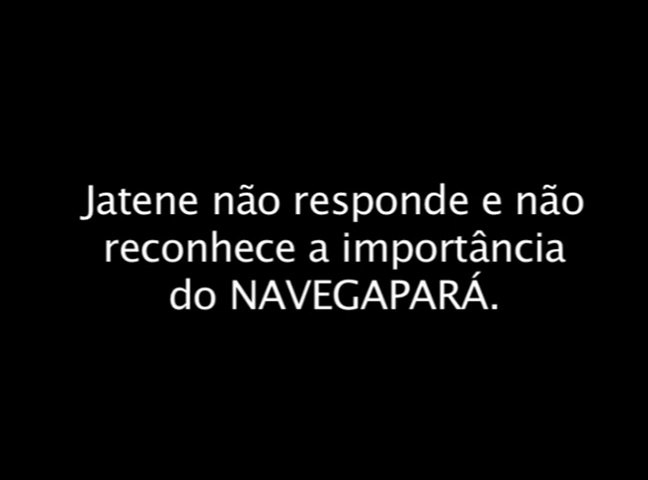 Jatene não responde e não
reconhece a importância
do NAVEGAPARÁ.